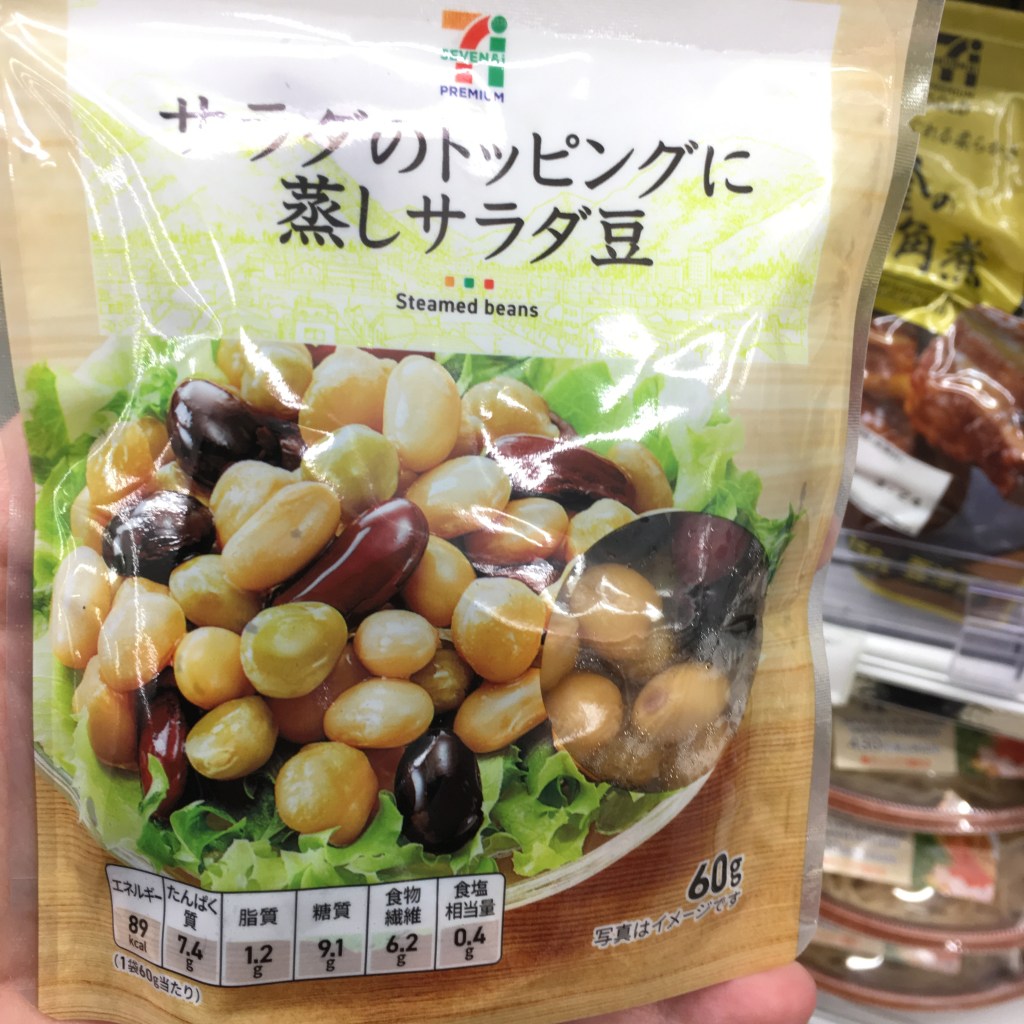 7i
SEVEN&i
PREMIUM
サラダのトッピングに
蒸しサラダ豆
Steamed beans
エネルギー 89 kcal
たんぱく質 7.4 g
脂質 1.2 g
糖質 9.1 g
食物繊維 6.2 g
食塩相当量 0.4 g
(1袋60g当たり)
60g
写真はイメージです
角煮